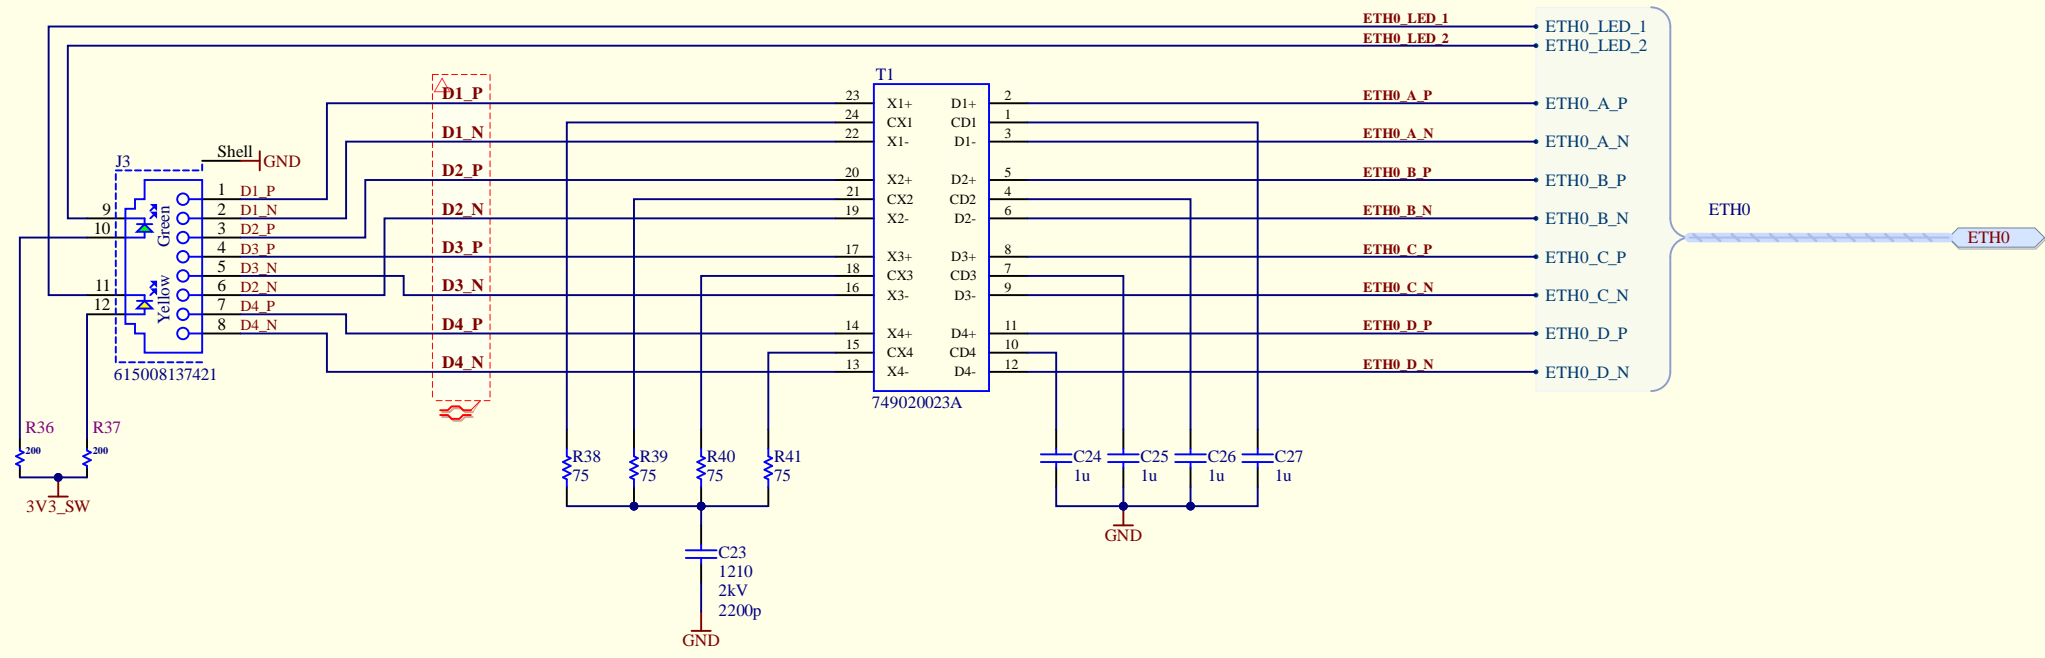 ETH0_LED_1 ETH0_LED_1
ETH0_LED_2 ETH0_LED_2
T1
D1_P 23 X1+ D1+ 2 ETH0_A_P ETH0_A_P
24 CX1 CD1 1
D1_N 22 X1- D1- 3 ETH0_A_N ETH0_A_N
Shell GND
J3
D2_P 20 X2+ D2+ 5 ETH0_B_P ETH0_B_P
1 D1_P 21 CX2 CD2 4
9 2 D1_N D2_N 19 X2- D2- 6 ETH0_B_N ETH0_B_N ETH0
10 Green 3 D2_P ETH0
4 D3_P D3_P 17 X3+ D3+ 8 ETH0_C_P ETH0_C_P
5 D3_N 18 CX3 CD3 7
11 6 D2_N D3_N 16 X3- D3- 9 ETH0_C_N ETH0_C_N
12 Yellow 7 D4_P
8 D4_N D4_P 14 X4+ D4+ 11 ETH0_D_P ETH0_D_P
15 CX4 CD4 10
D4_N 13 X4- D4- 12 ETH0_D_N ETH0_D_N
615008137421
749020023A
R36 R37
200 200
R38 R39 R40 R41 C24 C25 C26 C27
75 75 75 75 1u 1u 1u 1u
3V3_SW
GND
C23
1210
2kV
2200p
GND